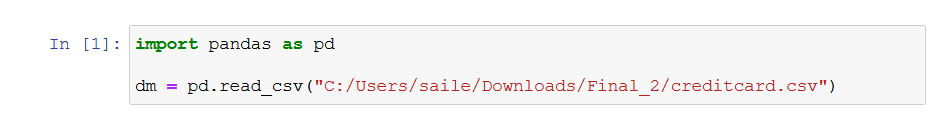 In [1]: import pandas as pd
dm = pd.read_csv("C:/Users/saile/Downloads/Final_2/creditcard.csv")